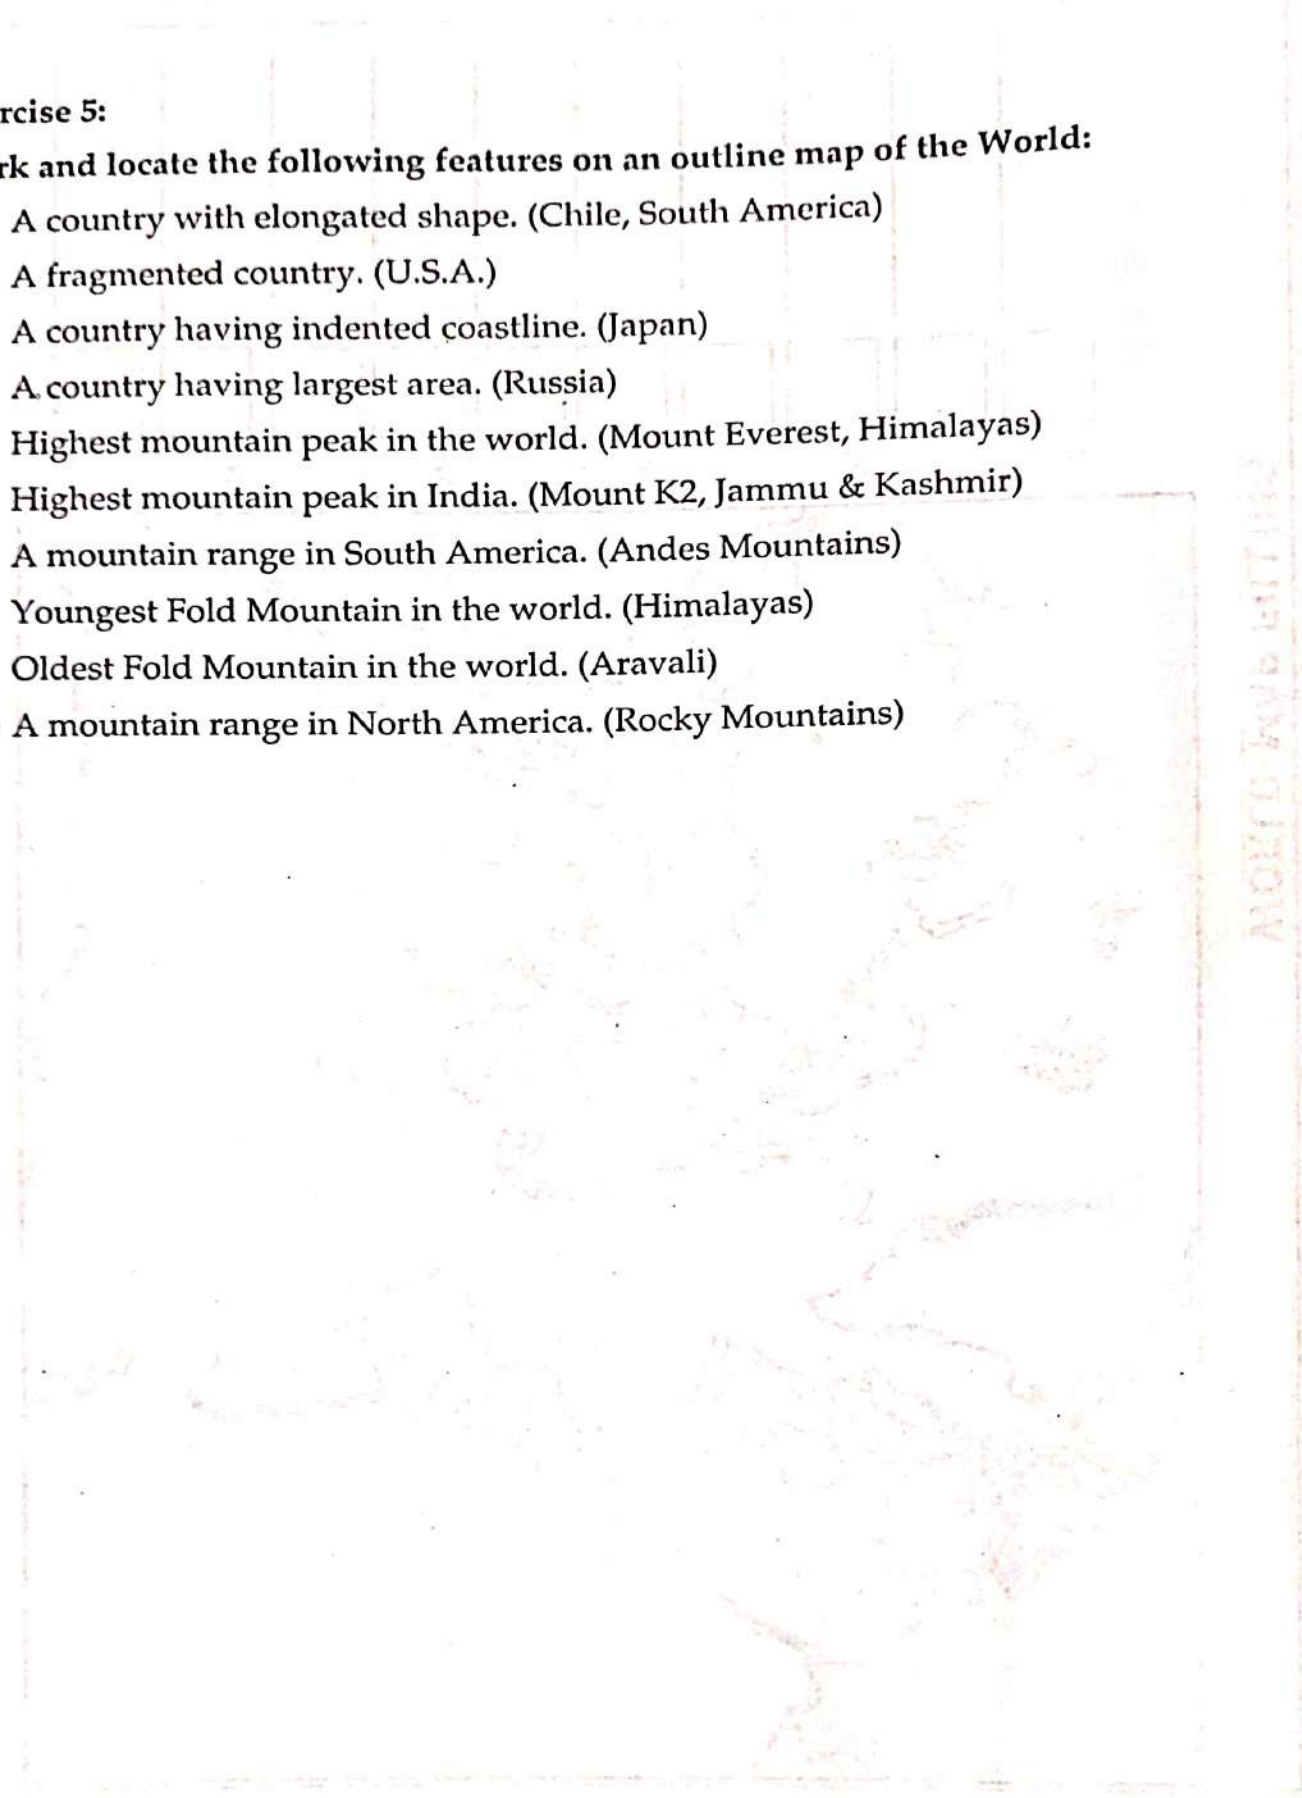 rcise 5:
rk and locate the following features on an outline map of the World:
A country with elongated shape. (Chile, South America)
A fragmented country. (U.S.A.)
A country having indented coastline. (Japan)
A country having largest area. (Russia)
Highest mountain peak in the world. (Mount Everest, Himalayas)
Highest mountain peak in India. (Mount K2, Jammu & Kashmir)
A mountain range in South America. (Andes Mountains)
Youngest Fold Mountain in the world. (Himalayas)
Oldest Fold Mountain in the world. (Aravali)
A mountain range in North America. (Rocky Mountains)